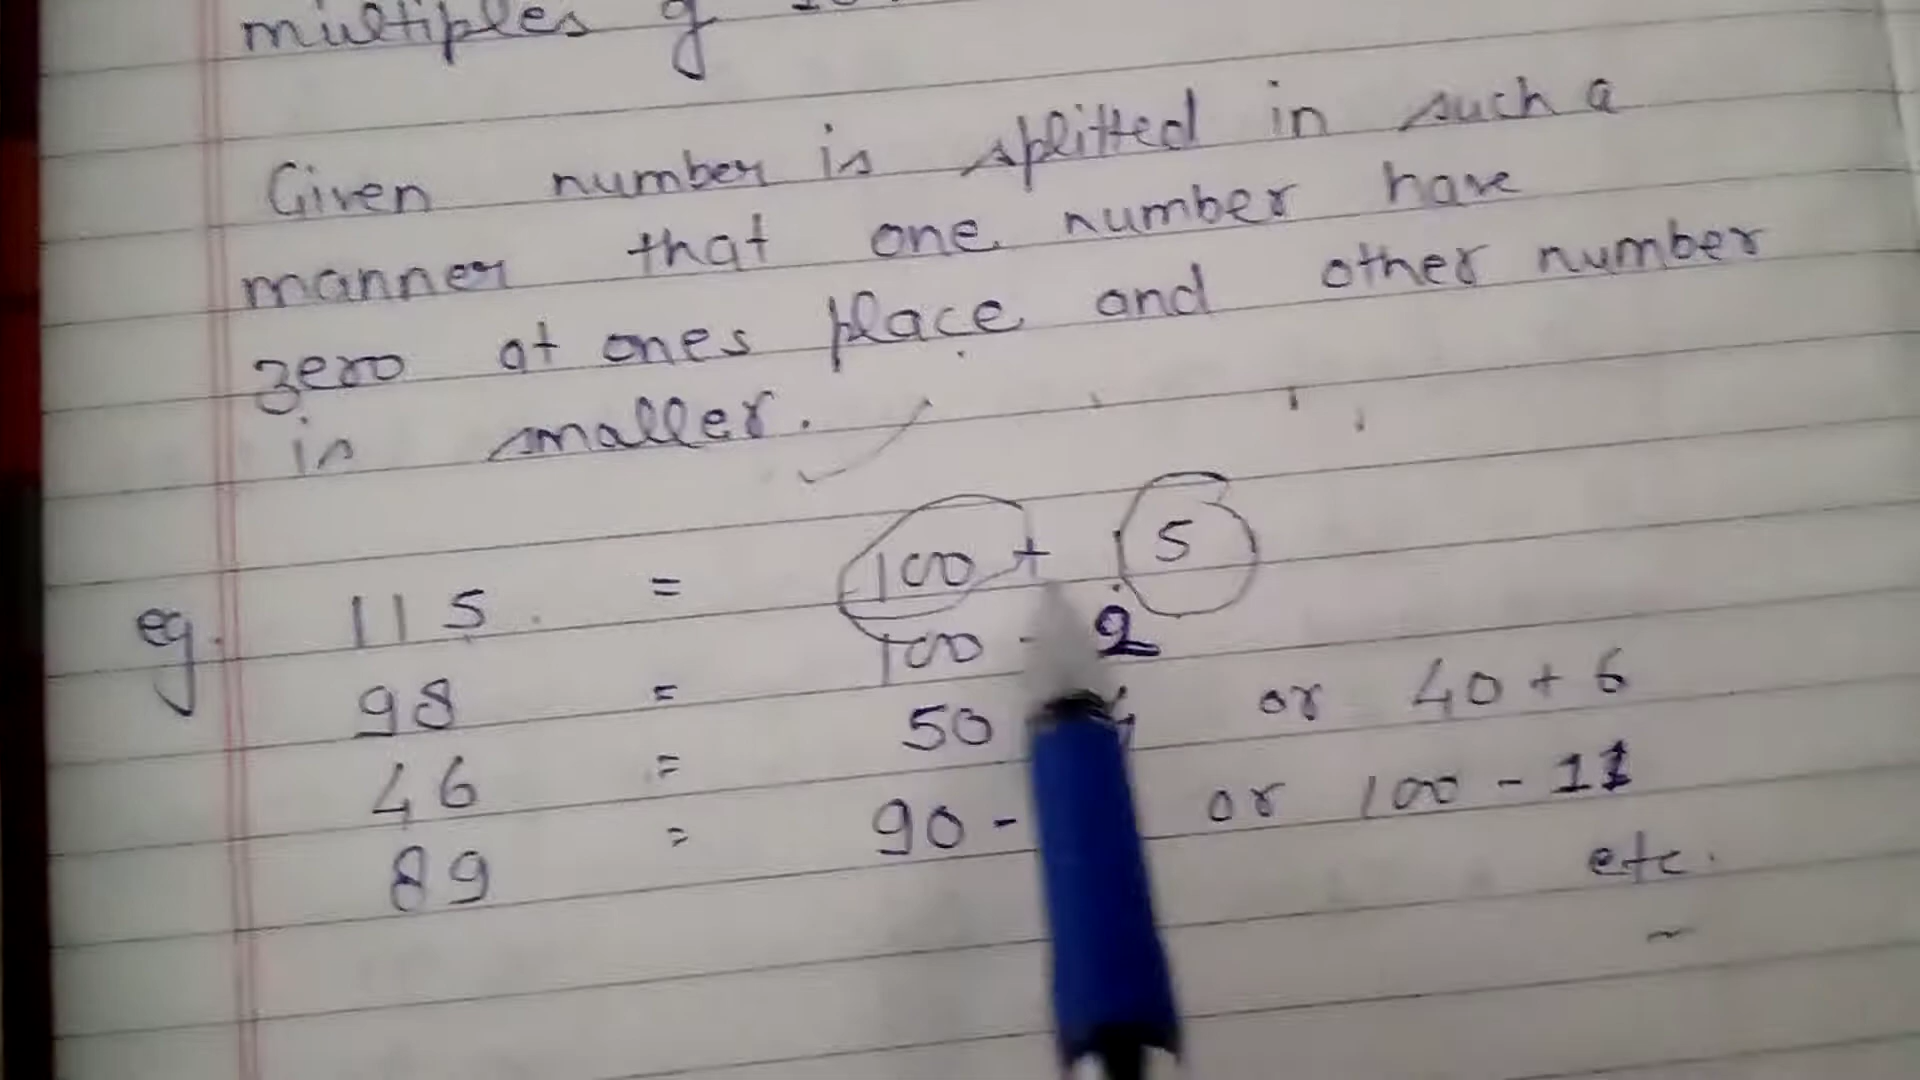 multiples of
Given number is splitted in such a
manner that one number have
zero at ones place and other number
is smaller.
eg. 115 = 100 + 5
98 = 100 - 2
46 = 50 4 or 40 + 6
89 = 90 - or 100 - 11
etc.